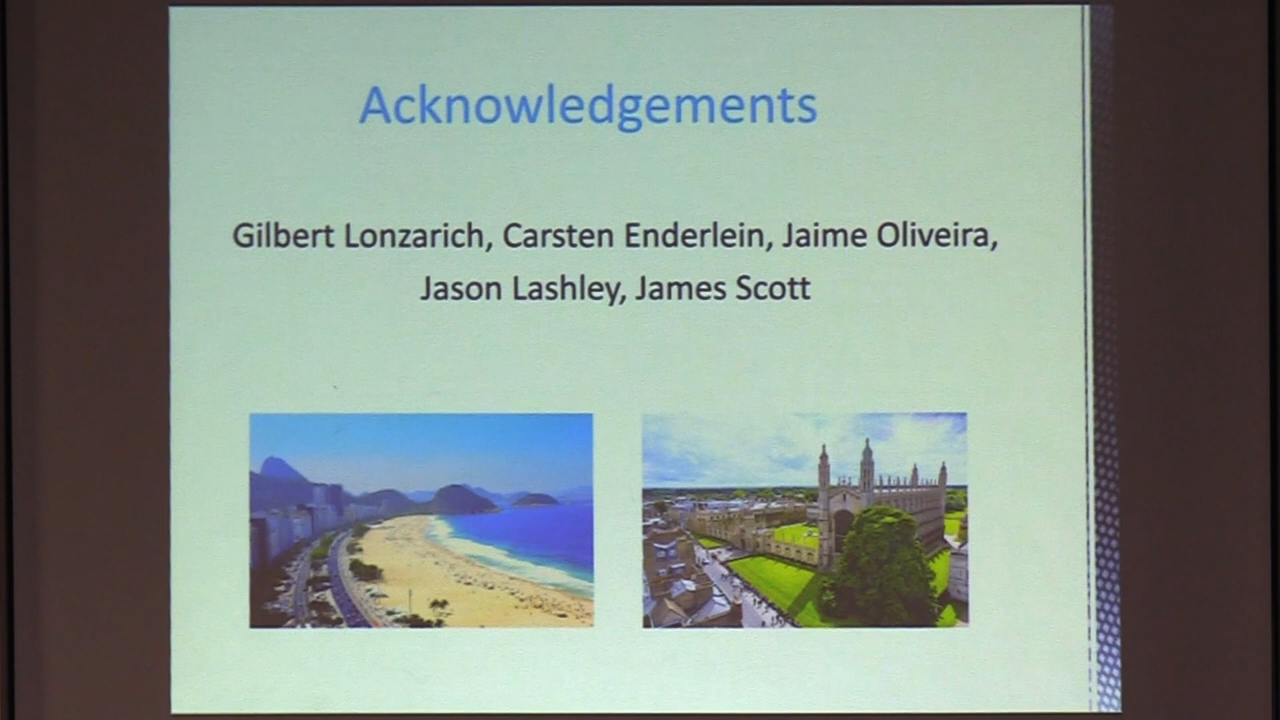 Acknowledgements
Gilbert Lonzarich, Carsten Enderlein, Jaime Oliveira,
Jason Lashley, James Scott